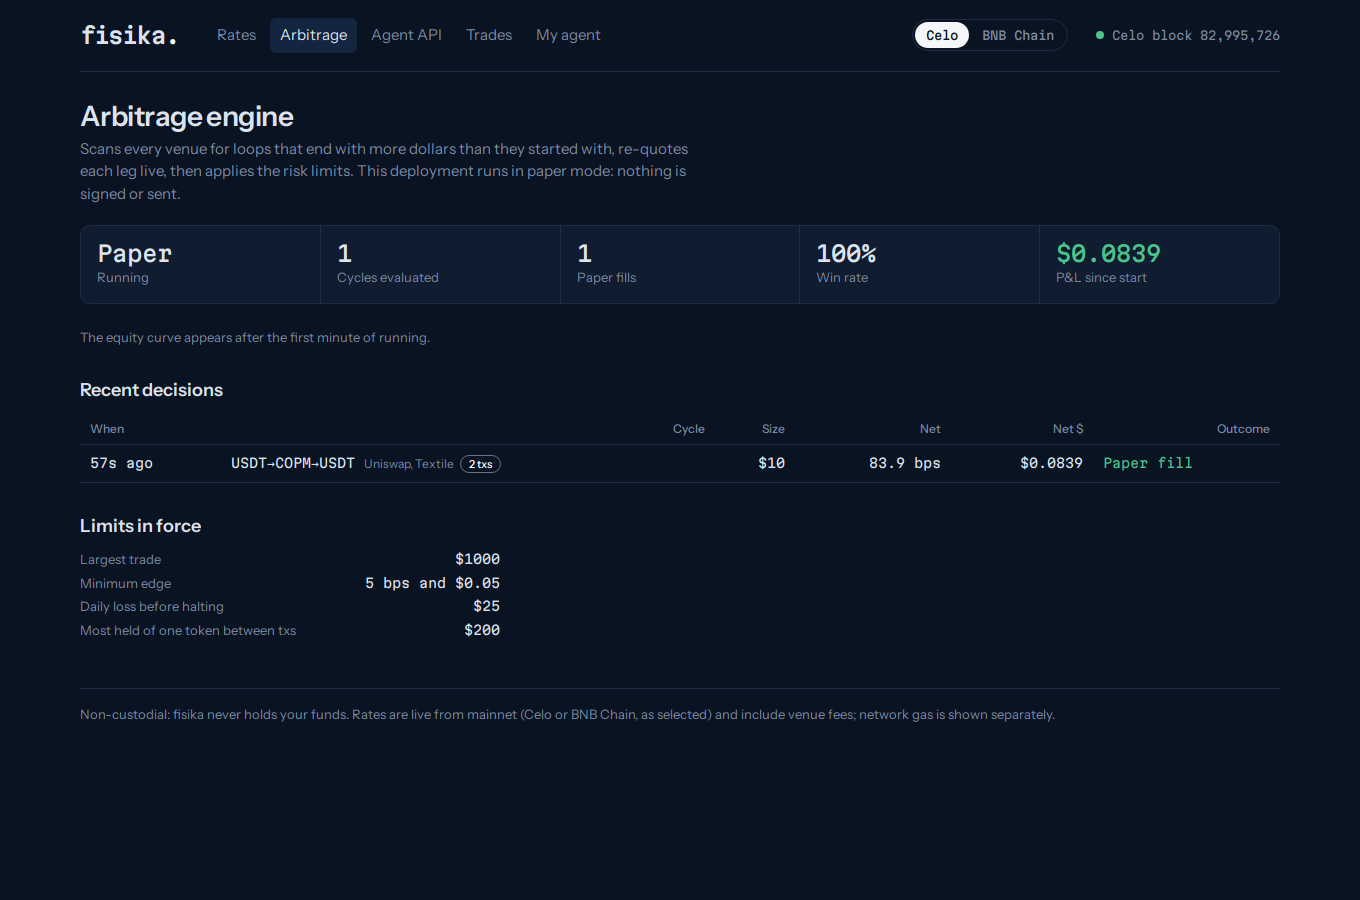 fisika. Rates Arbitrage Agent API Trades My agent Celo BNB Chain Celo block 82,995,726
Arbitrage engine
Scans every venue for loops that end with more dollars than they started with, re-quotes
each leg live, then applies the risk limits. This deployment runs in paper mode: nothing is
signed or sent.
Paper 1 1 100% $0.0839
Running Cycles evaluated Paper fills Win rate P&L since start
The equity curve appears after the first minute of running.
Recent decisions
When Cycle Size Net Net $ Outcome
57s ago USDT→COPM→USDT Uniswap, Textile 2 txs $10 83.9 bps $0.0839 Paper fill
Limits in force
Largest trade $1000
Minimum edge 5 bps and $0.05
Daily loss before halting $25
Most held of one token between txs $200
Non-custodial: fisika never holds your funds. Rates are live from mainnet (Celo or BNB Chain, as selected) and include venue fees; network gas is shown separately.